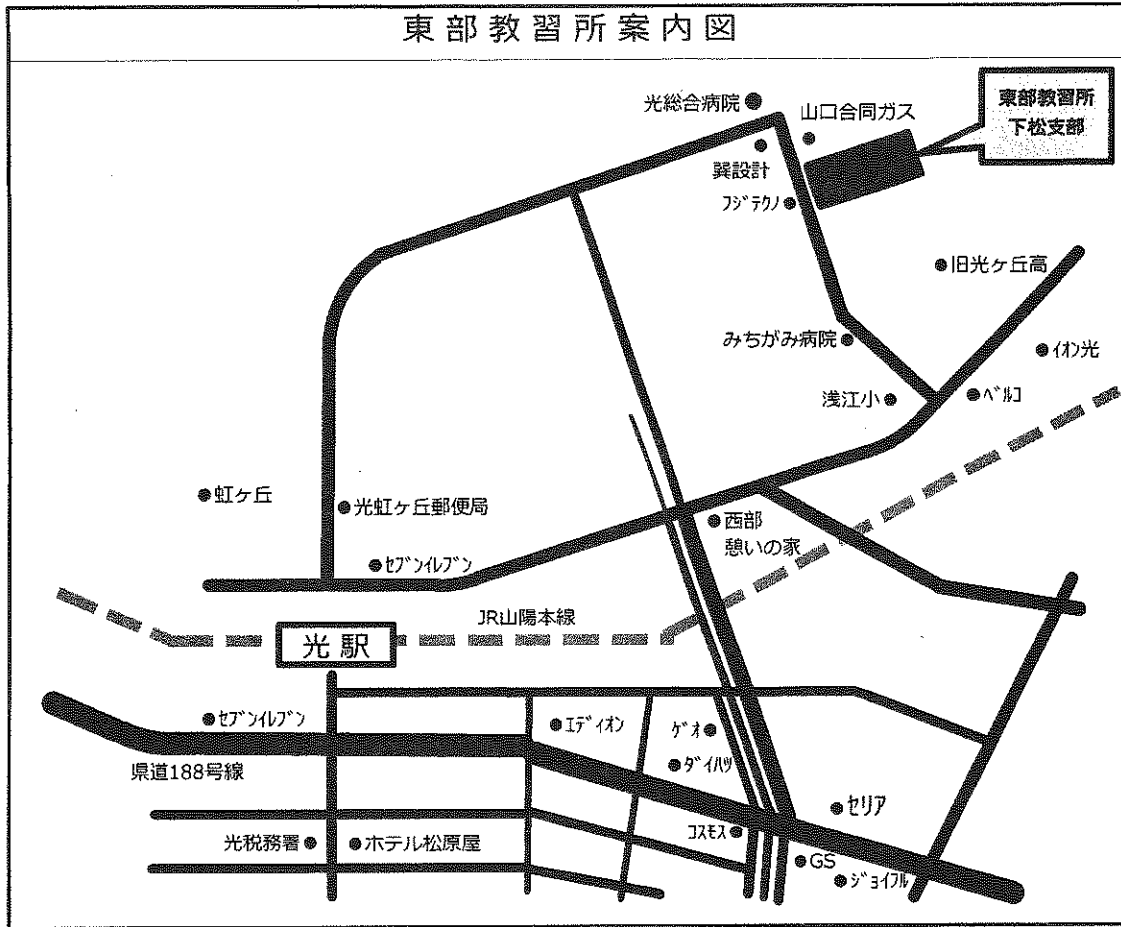 東部教習所案内図
東部教習所
下松支部
光総合病院
山口合同ガス
巽設計
フジテクノ
旧光ヶ丘高
みちがみ病院
イオン光
浅江小
ベルコ
虹ヶ丘
光虹ヶ丘郵便局
西部
憩いの家
セブンイレブン
JR山陽本線
光駅
セブンイレブン
エディオン
ゲオ
ダイハツ
県道188号線
セリア
コスモス
光税務署
ホテル松原屋
GS
ジョイフル